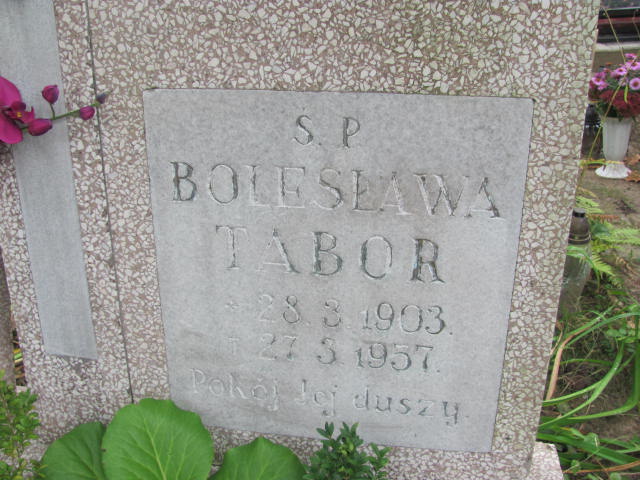 Ś. P.
BOLESŁAWA
TABOR
* 28. 3. 1903.
† 27. 3. 1957.
Pokój Jej duszy.